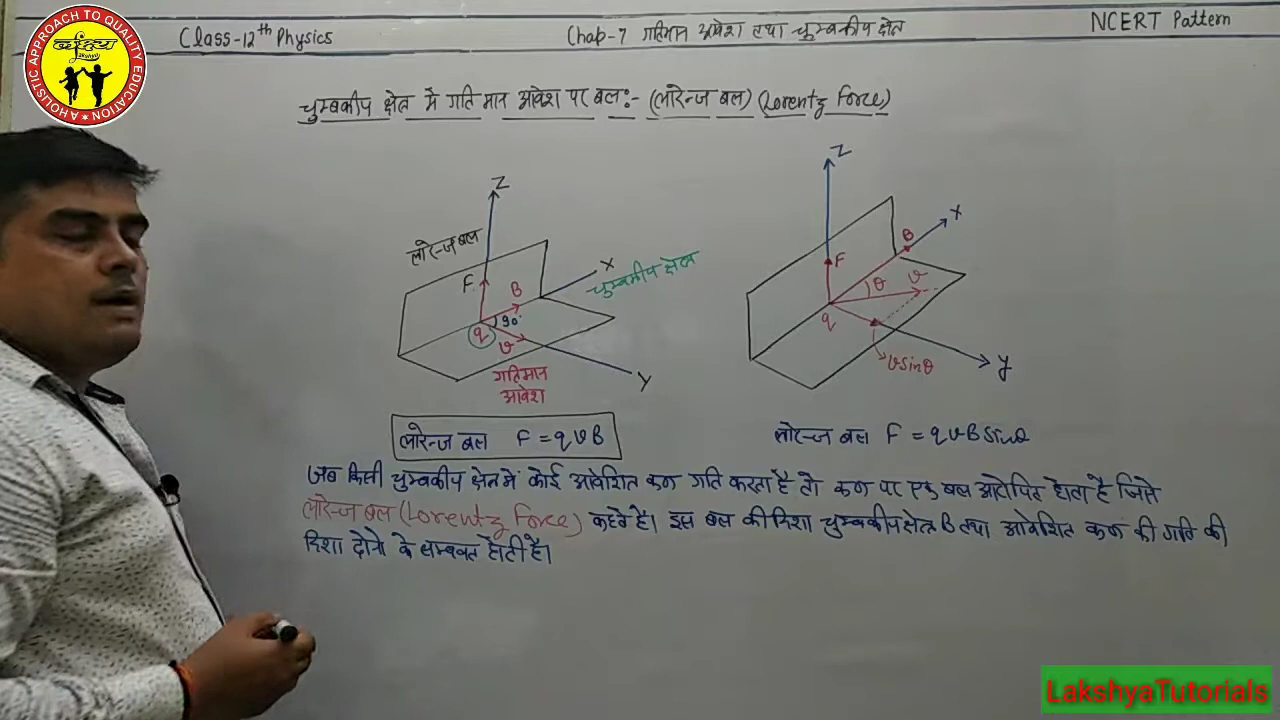 A HOLISTIC APPROACH TO QUALITY EDUCATION
लक्ष्य
Lakshya
Class-12th Physics
Chap-7 गतिमान आवेश तथा चुम्बकीय क्षेत्र
NCERT Pattern
चुम्बकीय क्षेत्र में गतिमान आवेश पर बल:- (लारेन्ज बल) (Lorentz Force)
Z
लारेन्ज बल
F
B
X
चुम्बकीय क्षेत्र
90°
q
v
Y
गतिमान
आवेश
Z
X
B
F
θ
v
q
vsinθ
y
लारेन्ज बल F = qvB
लोरेन्ज बल F = qvBsinθ
जब किसी चुम्बकीय क्षेत्र में कोई आवेशित कण गति करता है तो कण पर एक बल आरोपित होता है जिसे
लारेन्ज बल (Lorentz Force) कहते है। इस बल की दिशा चुम्बकीय क्षेत्र B तथा आवेशित कण की गति की
दिशा दोनो के लम्बवत होती है।
LakshyaTutorials